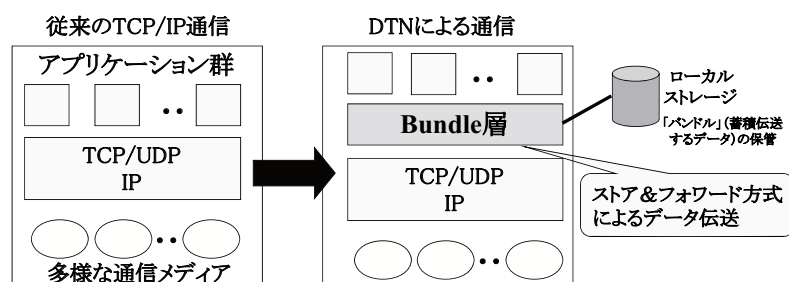 従来のTCP/IP通信
アプリケーション群
TCP/UDP
IP
多様な通信メディア
DTNによる通信
Bundle層
TCP/UDP
IP
ローカル
ストレージ
「バンドル」(蓄積伝送
するデータ)の保管
ストア&フォワード方式
によるデータ伝送